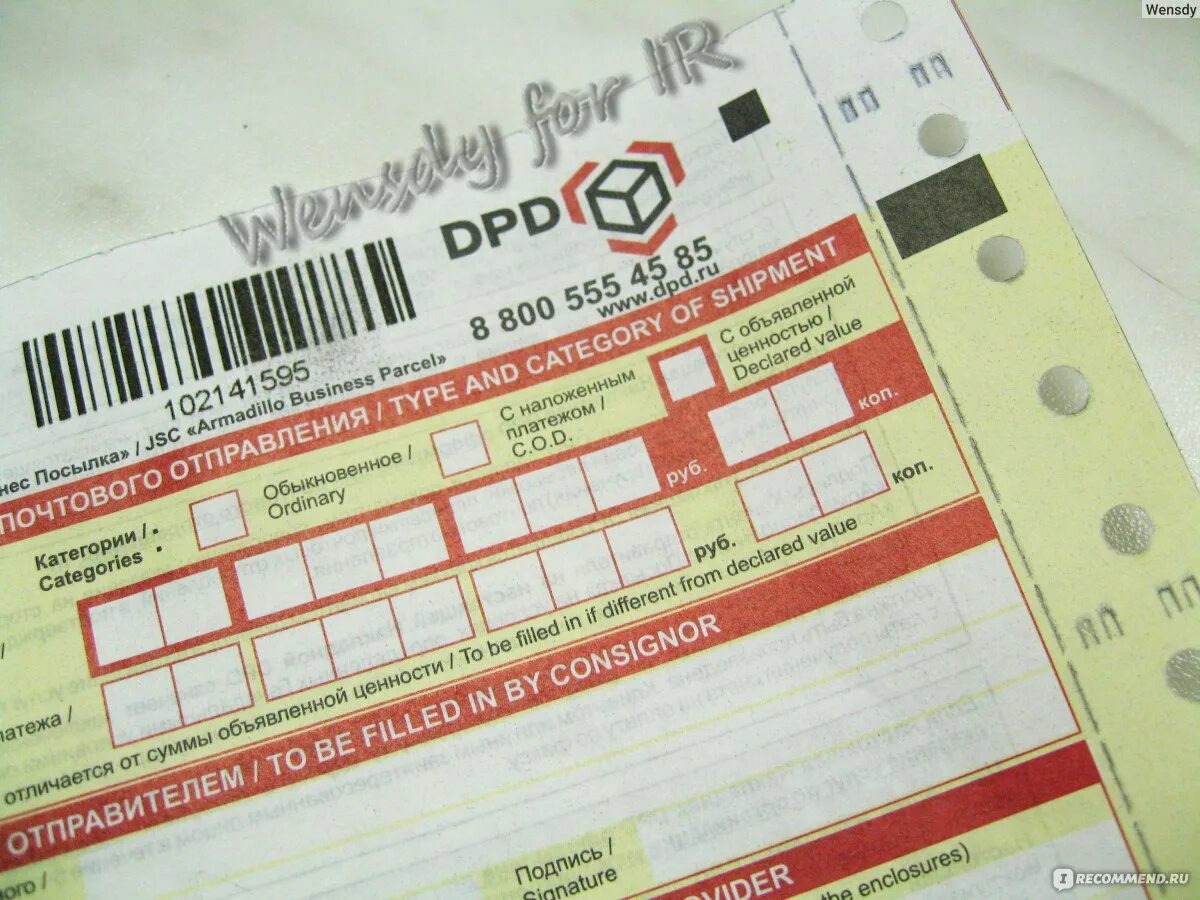 Wensdy
Wensdy for IR
DPD
8 800 555 45 85
www.dpd.ru
102141595
нес Посылка» / JSC «Armadillo Business Parcel»
ПОЧТОВОГО ОТПРАВЛЕНИЯ / TYPE AND CATEGORY OF SHIPMENT
Категории / :
Categories
Обыкновенное /
Ordinary
С наложенным
платежом /
C.O.D.
С объявленной
ценностью /
Declared value
руб.
коп.
латежа /
руб.
коп.
отличается от суммы объявленной ценности / To be filled in if different from declared value
ОТПРАВИТЕЛЕМ / TO BE FILLED IN BY CONSIGNOR
ного /
Подпись /
Signature
OVIDER
the enclosures)
IRECOMMEND.RU